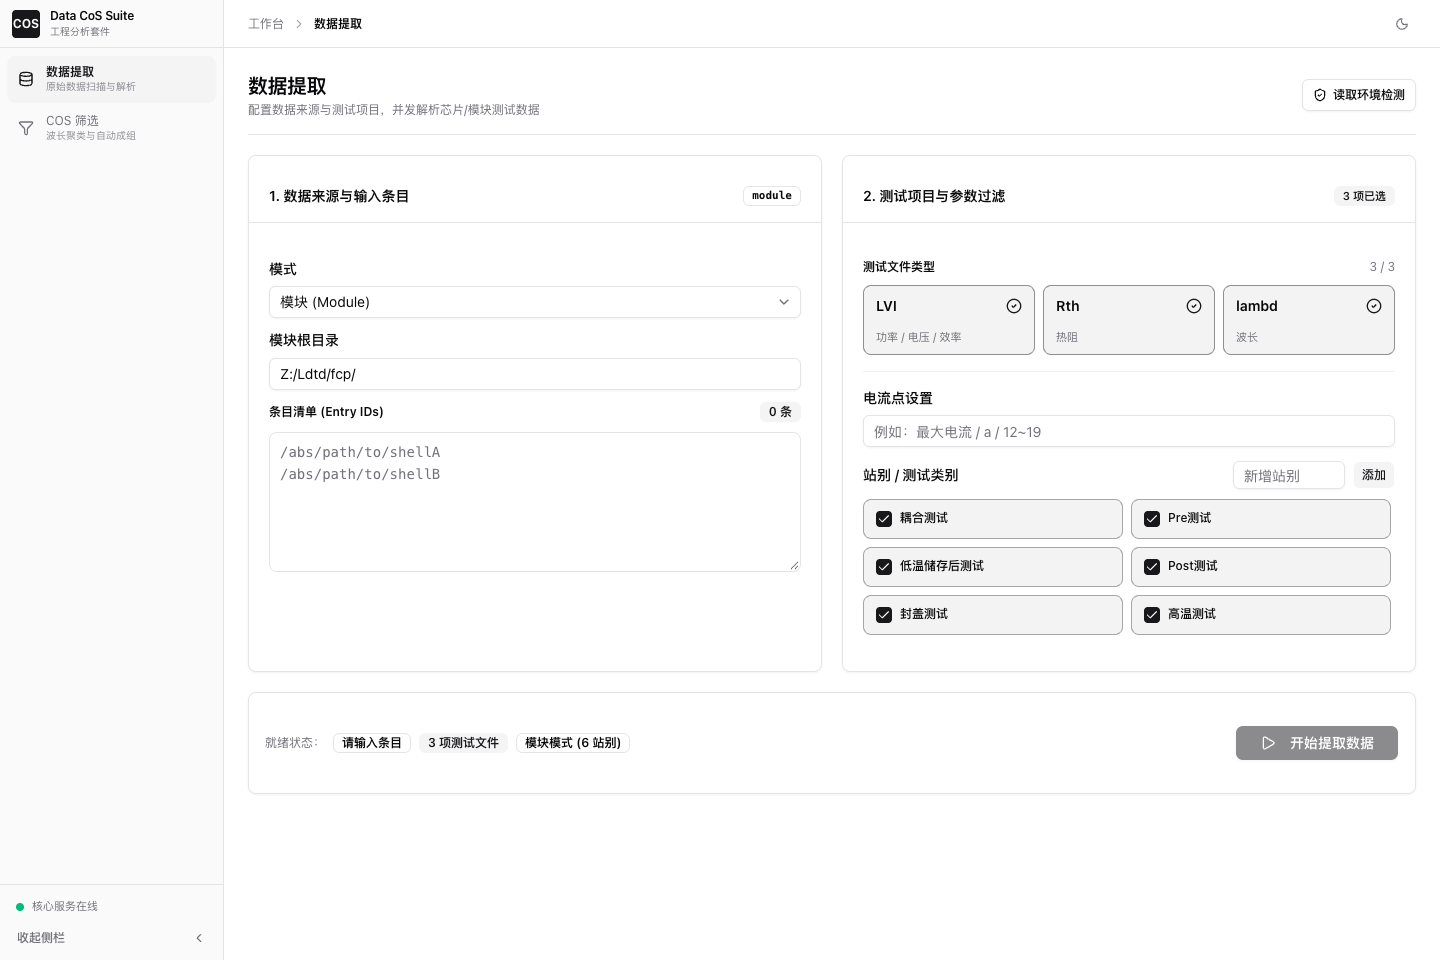 COS
Data CoS Suite
工程分析套件
数据提取
原始数据扫描与解析
COS 筛选
波长聚类与自动成组
核心服务在线
收起侧栏
工作台
数据提取
数据提取
配置数据来源与测试项目，并发解析芯片/模块测试数据
读取环境检测
1. 数据来源与输入条目
module
模式
模块 (Module)
模块根目录
Z:/Ldtd/fcp/
条目清单 (Entry IDs)
0 条
/abs/path/to/shellA
/abs/path/to/shellB
2. 测试项目与参数过滤
3 项已选
测试文件类型
3 / 3
LVI
功率 / 电压 / 效率
Rth
热阻
lambd
波长
电流点设置
例如：最大电流 / a / 12~19
站别 / 测试类别
新增站别
添加
耦合测试
Pre测试
低温储存后测试
Post测试
封盖测试
高温测试
就绪状态：
请输入条目
3 项测试文件
模块模式 (6 站别)
开始提取数据